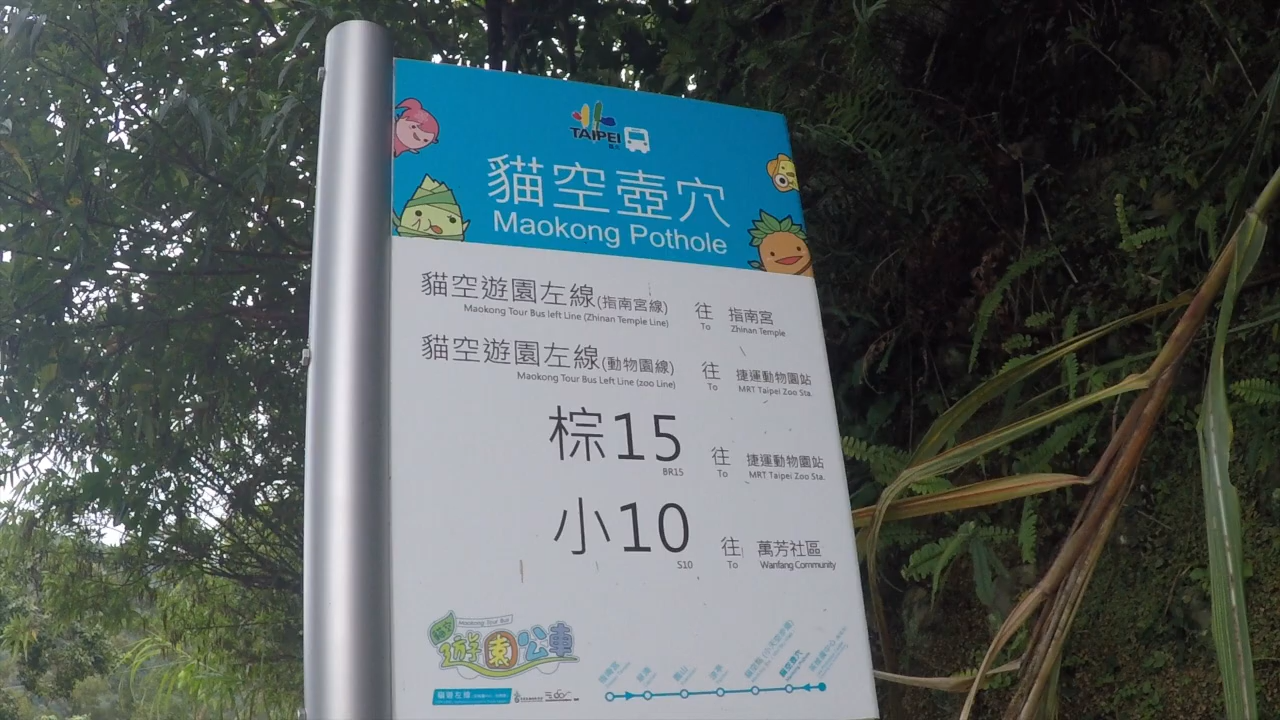 TAIPEI
貓空壺穴
Maokong Pothole
貓空遊園左線(指南宮線) 往 指南宮
Maokong Tour Bus left Line (Zhinan Temple Line) To Zhinan Temple
貓空遊園左線(動物園線) 往 捷運動物園站
Maokong Tour Bus Left Line (zoo Line) To MRT Taipei Zoo Sta.
棕15 往 捷運動物園站
BR15 To MRT Taipei Zoo Sta.
小10 往 萬芳社區
S10 To Wanfang Community
Maokong Tour Bus
遊園公車